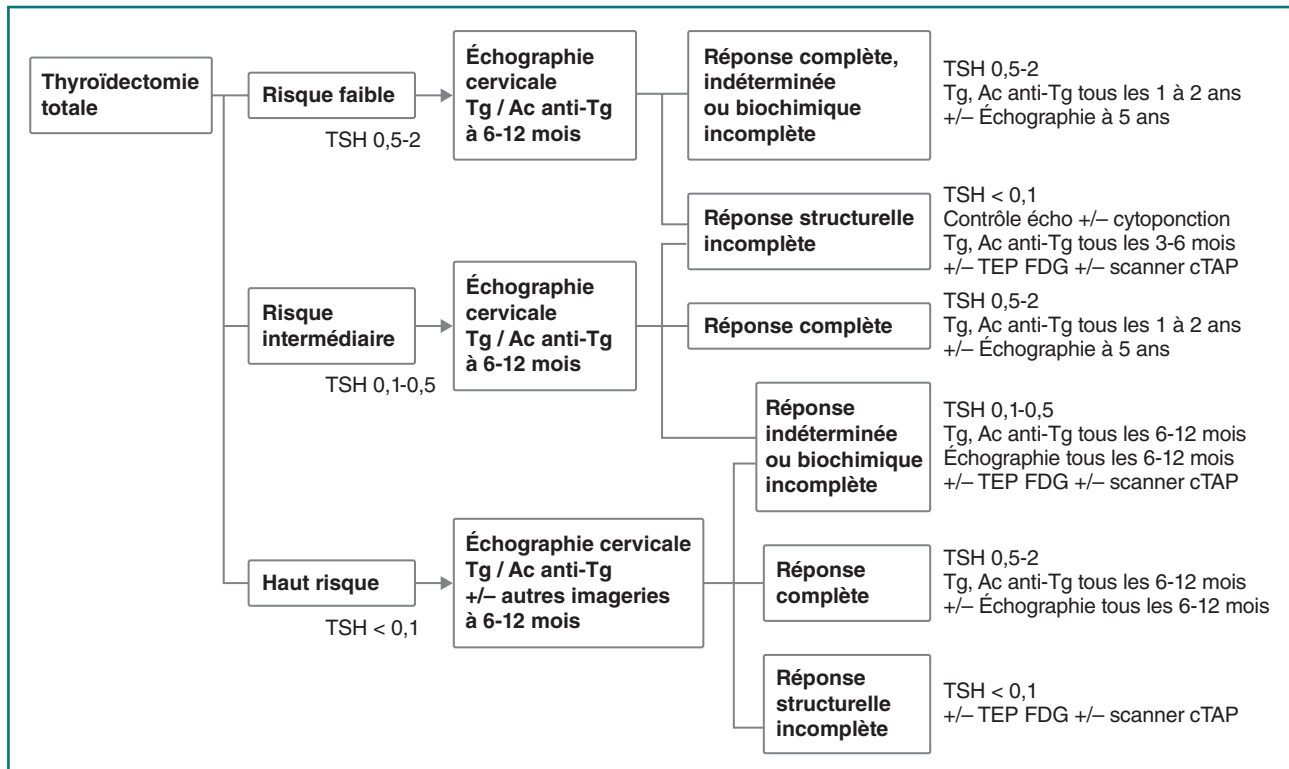 Thyroïdectomie
totale
Risque faible
TSH 0,5-2
Échographie
cervicale
Tg / Ac anti-Tg
à 6-12 mois
Réponse complète,
indéterminée
ou biochimique
incomplète
TSH 0,5-2
Tg, Ac anti-Tg tous les 1 à 2 ans
+/– Échographie à 5 ans
Réponse structurelle
incomplète
TSH < 0,1
Contrôle écho +/– cytoponction
Tg, Ac anti-Tg tous les 3-6 mois
+/– TEP FDG +/– scanner cTAP
Risque
intermédiaire
TSH 0,1-0,5
Échographie
cervicale
Tg / Ac anti-Tg
à 6-12 mois
Réponse complète
TSH 0,5-2
Tg, Ac anti-Tg tous les 1 à 2 ans
+/– Échographie à 5 ans
Réponse
indéterminée
ou biochimique
incomplète
TSH 0,1-0,5
Tg, Ac anti-Tg tous les 6-12 mois
Échographie tous les 6-12 mois
+/– TEP FDG +/– scanner cTAP
Haut risque
TSH < 0,1
Échographie cervicale
Tg / Ac anti-Tg
+/– autres imageries
à 6-12 mois
Réponse
complète
TSH 0,5-2
Tg, Ac anti-Tg tous les 6-12 mois
+/– Échographie tous les 6-12 mois
Réponse
structurelle
incomplète
TSH < 0,1
+/– TEP FDG +/– scanner cTAP